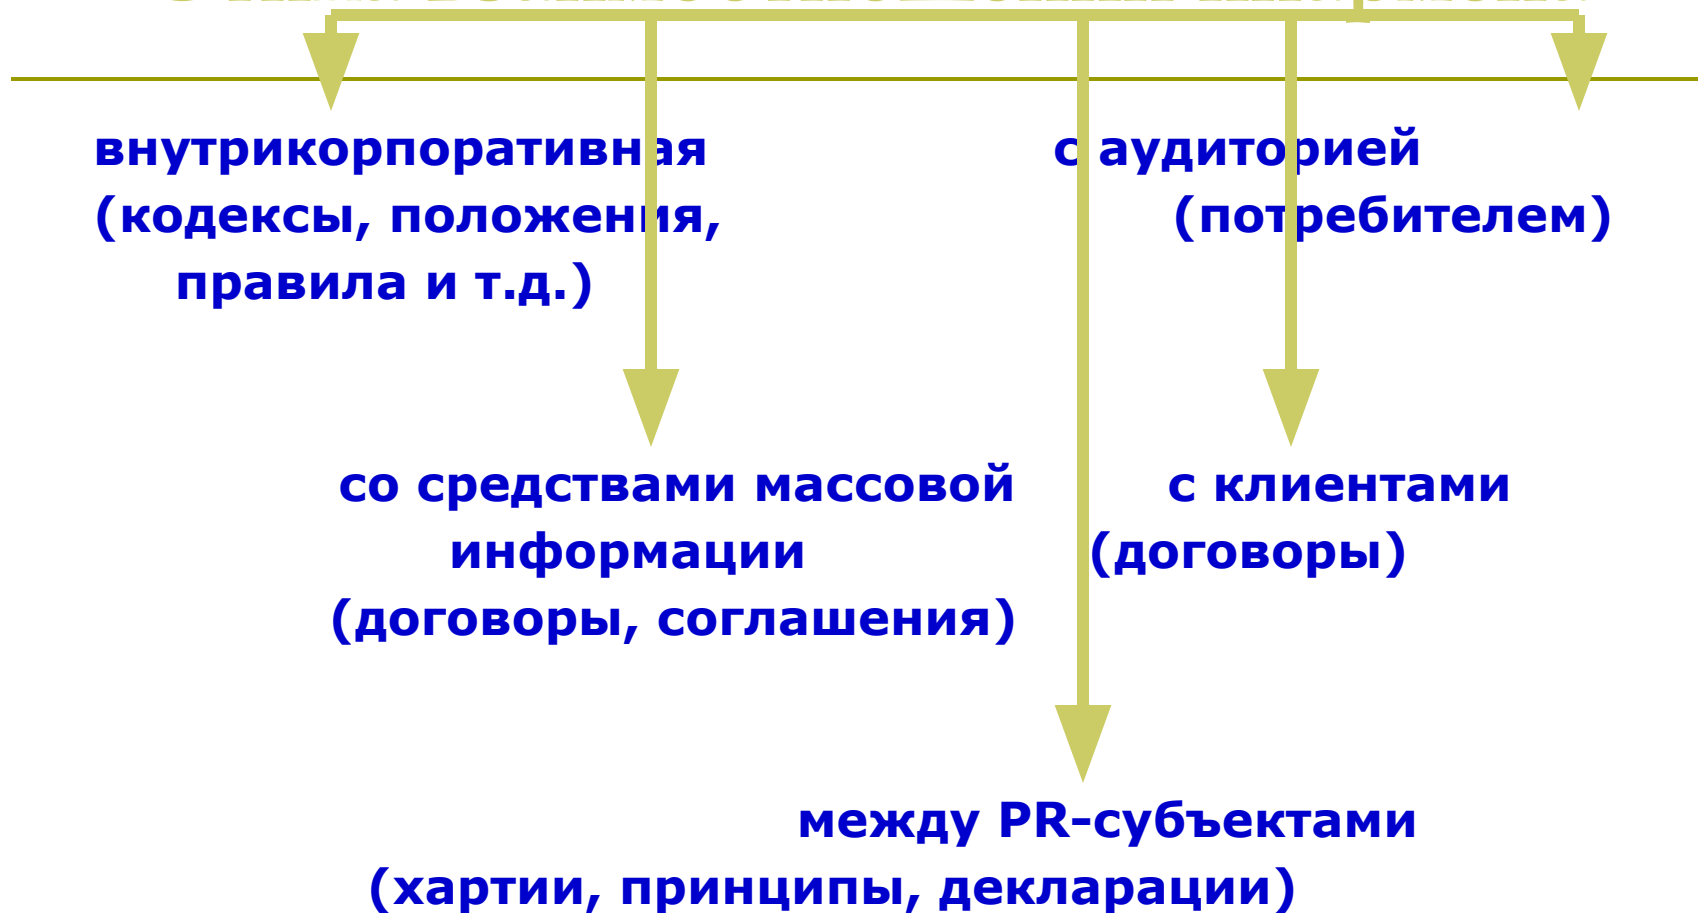 внутрикорпоративная
(кодексы, положения,
правила и т.д.)
с аудиторией
(потребителем)
со средствами массовой
информации
(договоры, соглашения)
с клиентами
(договоры)
между PR-субъектами
(хартии, принципы, декларации)